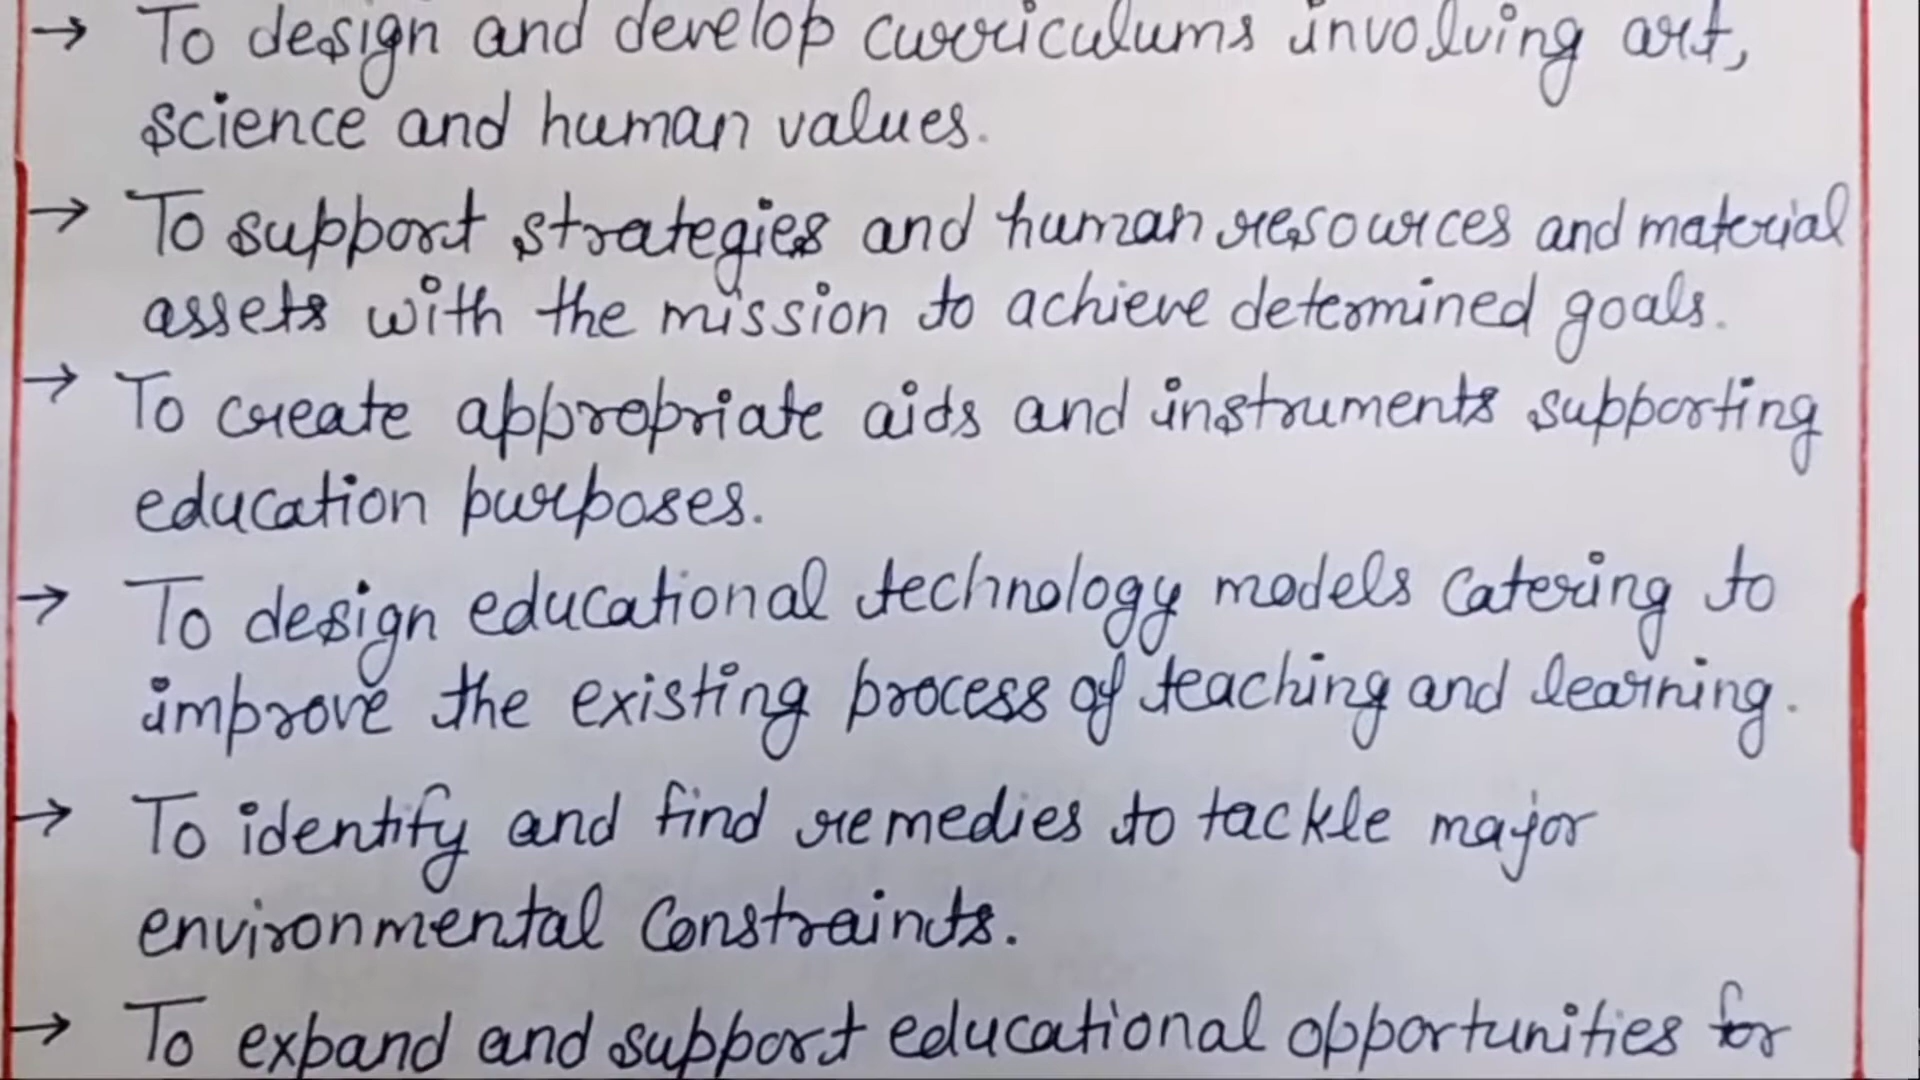 → To design and develop curriculums involving art,
science and human values.
→ To support strategies and human resources and material
assets with the mission to achieve determined goals.
→ To create appropriate aids and instruments supporting
education purposes.
→ To design educational technology models catering to
improve the existing process of teaching and learning.
→ To identify and find remedies to tackle major
environmental constraints.
→ To expand and support educational opportunities for